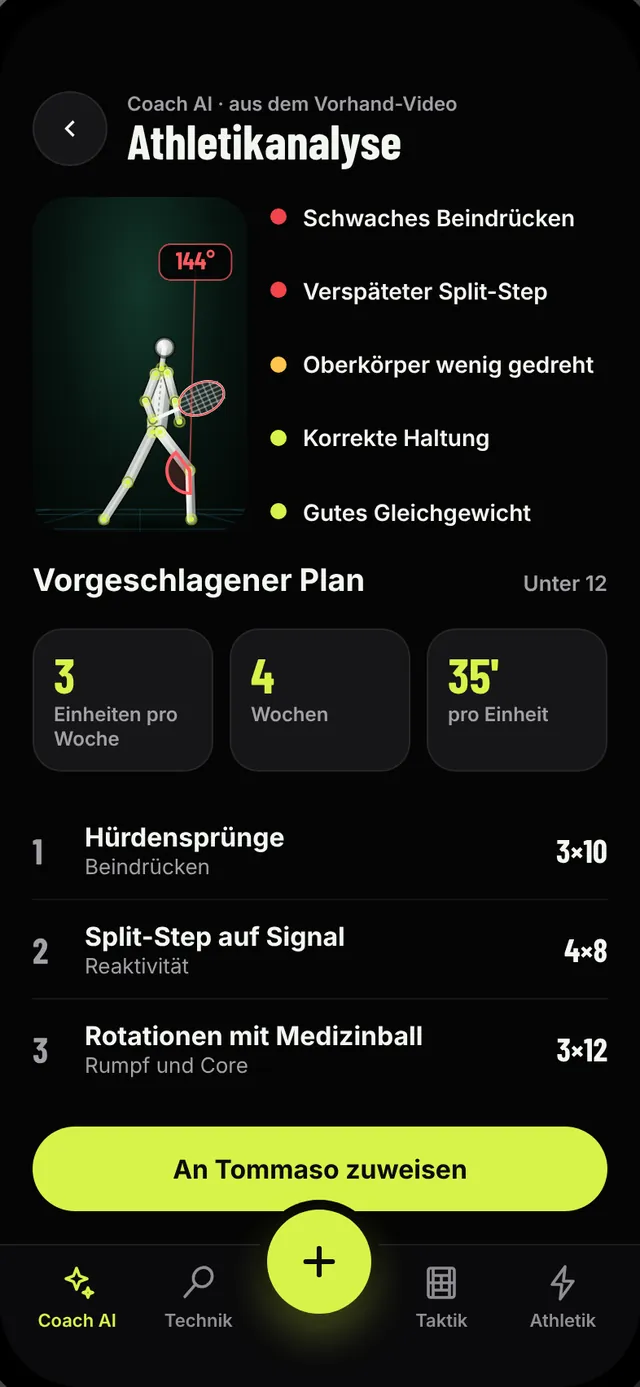 Coach AI · aus dem Vorhand-Video
Athletikanalyse
144°
Schwaches Beindrücken
Verspäteter Split-Step
Oberkörper wenig gedreht
Korrekte Haltung
Gutes Gleichgewicht
Vorgeschlagener Plan
Unter 12
3
Einheiten pro
Woche
4
Wochen
35'
pro Einheit
1
Hürdensprünge
Beindrücken
3×10
2
Split-Step auf Signal
Reaktivität
4×8
3
Rotationen mit Medizinball
Rumpf und Core
3×12
An Tommaso zuweisen
Coach AI
Technik
Taktik
Athletik